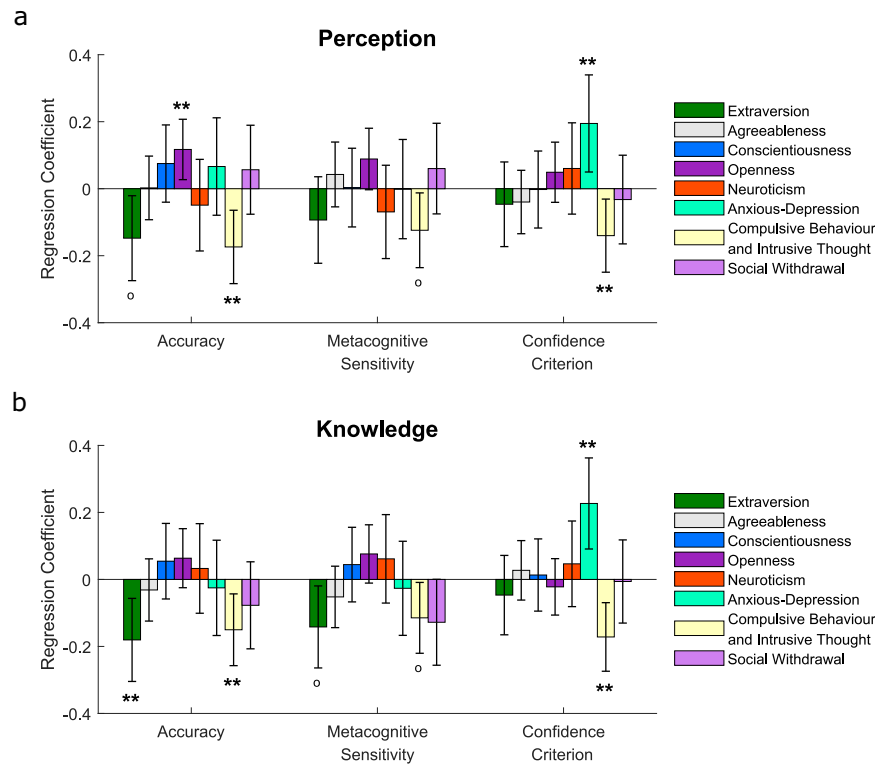 a
Perception
Regression Coefficient
0.4
0.2
0
-0.2
-0.4
**
**
**
**
o
o
Accuracy
Metacognitive
Sensitivity
Confidence
Criterion
Extraversion
Agreeableness
Conscientiousness
Openness
Neuroticism
Anxious-Depression
Compulsive Behaviour
and Intrusive Thought
Social Withdrawal
b
Knowledge
Regression Coefficient
0.4
0.2
0
-0.2
-0.4
**
**
**
**
o
o
Accuracy
Metacognitive
Sensitivity
Confidence
Criterion
Extraversion
Agreeableness
Conscientiousness
Openness
Neuroticism
Anxious-Depression
Compulsive Behaviour
and Intrusive Thought
Social Withdrawal